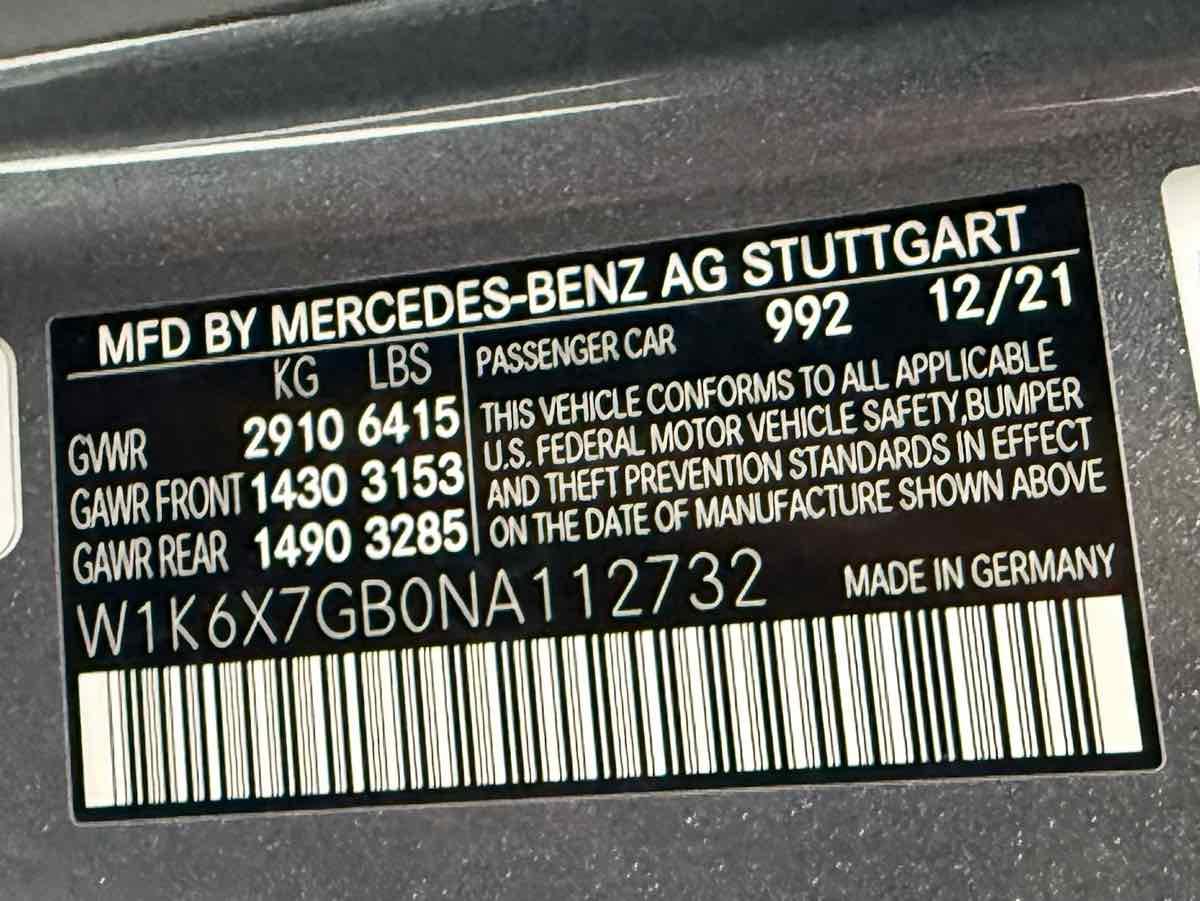 MFD BY MERCEDES-BENZ AG STUTTGART
KG LBS
GVWR 2910 6415
GAWR FRONT 1430 3153
GAWR REAR 1490 3285
PASSENGER CAR 992 12/21
THIS VEHICLE CONFORMS TO ALL APPLICABLE
U.S. FEDERAL MOTOR VEHICLE SAFETY,BUMPER
AND THEFT PREVENTION STANDARDS IN EFFECT
ON THE DATE OF MANUFACTURE SHOWN ABOVE
W1K6X7GB0NA112732 MADE IN GERMANY